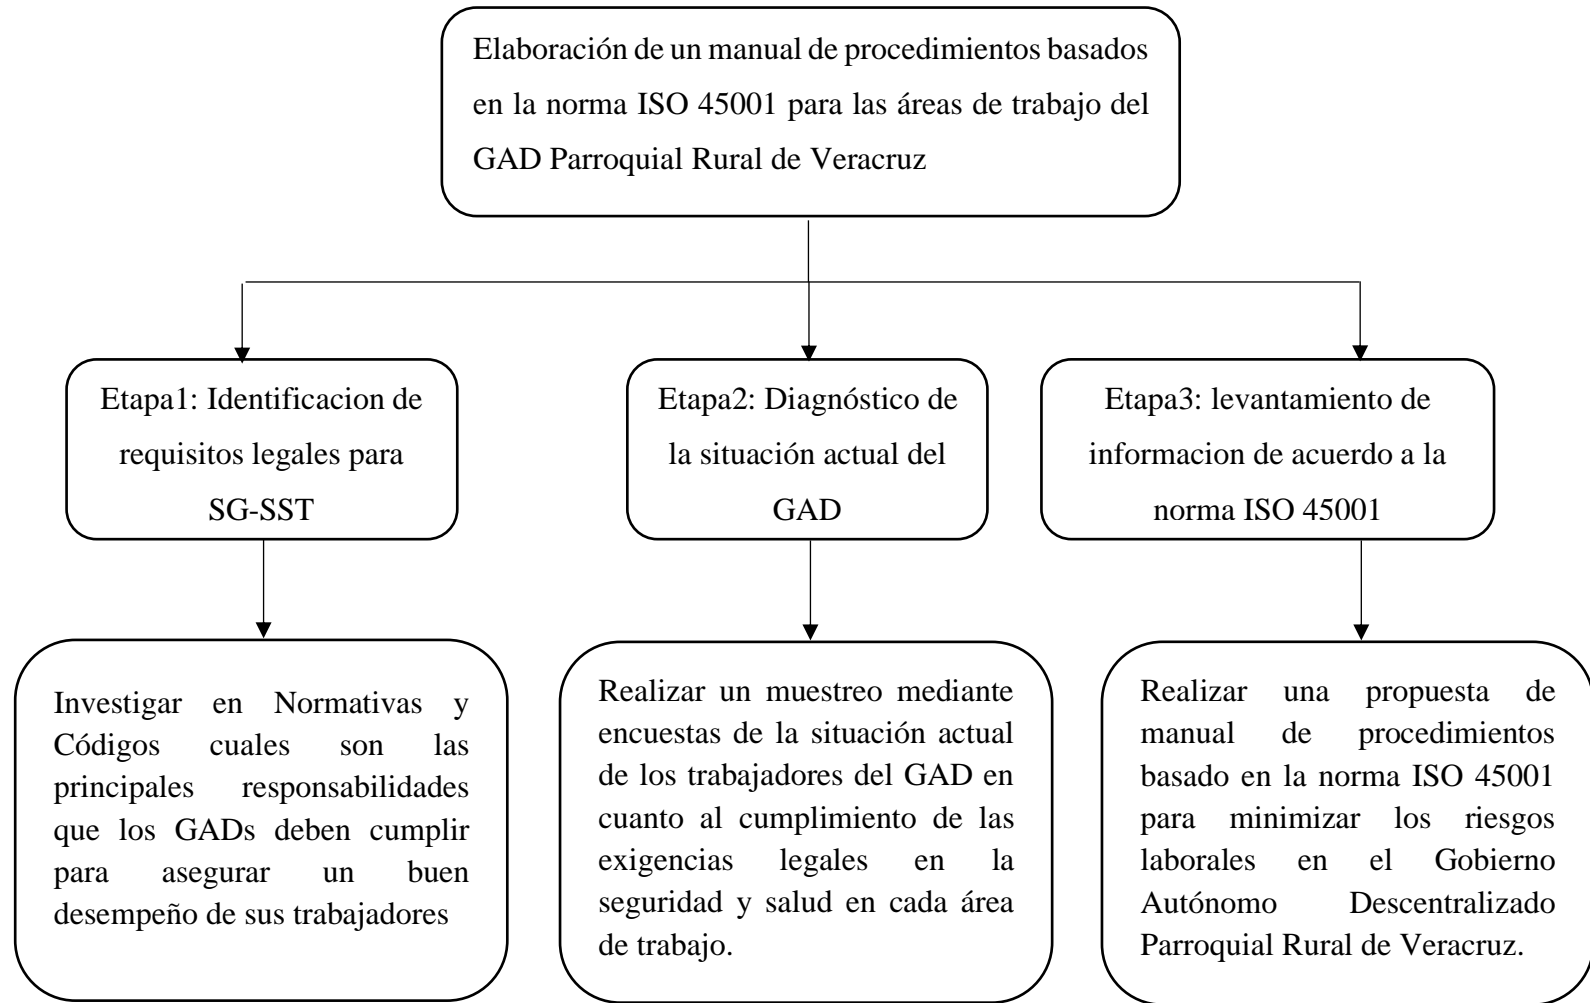 Elaboración de un manual de procedimientos basados
en la norma ISO 45001 para las áreas de trabajo del
GAD Parroquial Rural de Veracruz
Etapa1: Identificacion de
requisitos legales para
SG-SST
Etapa2: Diagnóstico de
la situación actual del
GAD
Etapa3: levantamiento de
informacion de acuerdo a la
norma ISO 45001
Investigar en Normativas y
Códigos cuales son las
principales responsabilidades
que los GADs deben cumplir
para asegurar un buen
desempeño de sus trabajadores
Realizar un muestreo mediante
encuestas de la situación actual
de los trabajadores del GAD en
cuanto al cumplimiento de las
exigencias legales en la
seguridad y salud en cada área
de trabajo.
Realizar una propuesta de
manual de procedimientos
basado en la norma ISO 45001
para minimizar los riesgos
laborales en el Gobierno
Autónomo Descentralizado
Parroquial Rural de Veracruz.